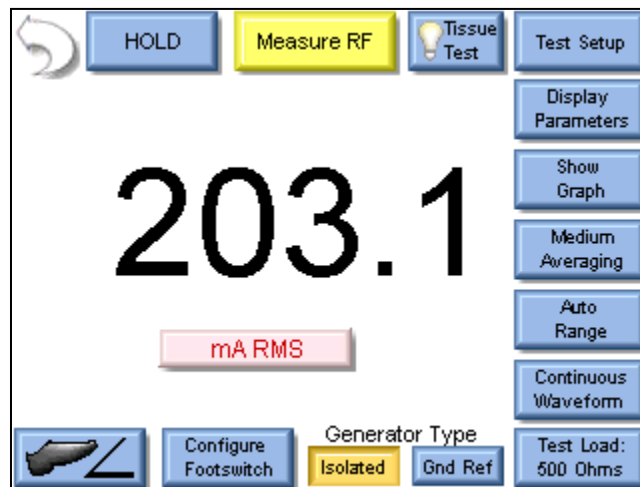 HOLD
Measure RF
Tissue
Test
Test Setup
Display
Parameters
Show
Graph
203.1
Medium
Averaging
Auto
Range
mA RMS
Continuous
Waveform
Configure
Footswitch
Generator Type
Isolated
Gnd Ref
Test Load:
500 Ohms